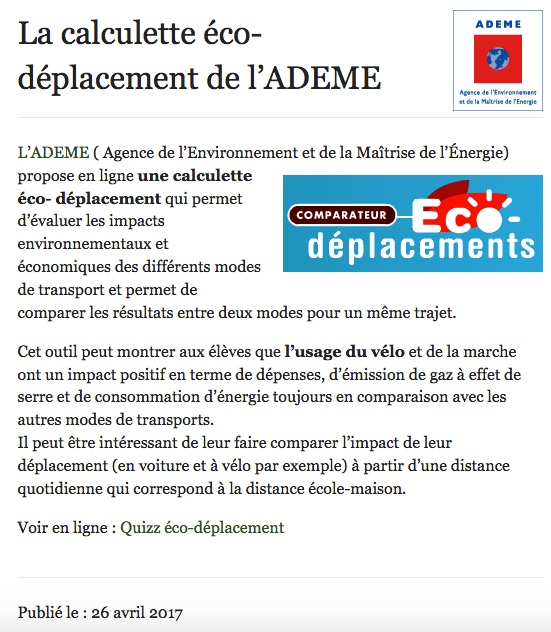 La calculette éco-
déplacement de l’ADEME
ADEME
Agence de l'Environnement
et de la Maîtrise de l'Energie
L’ADEME ( Agence de l’Environnement et de la Maîtrise de l’Énergie)
propose en ligne une calculette
éco- déplacement qui permet
d’évaluer les impacts
environnementaux et
économiques des différents modes
de transport et permet de
comparer les résultats entre deux modes pour un même trajet.
COMPARATEUR Eco
déplacements
Cet outil peut montrer aux élèves que l’usage du vélo et de la marche
ont un impact positif en terme de dépenses, d’émission de gaz à effet de
serre et de consommation d’énergie toujours en comparaison avec les
autres modes de transports.
Il peut être intéressant de leur faire comparer l’impact de leur
déplacement (en voiture et à vélo par exemple) à partir d’une distance
quotidienne qui correspond à la distance école-maison.
Voir en ligne : Quizz éco-déplacement
Publié le : 26 avril 2017